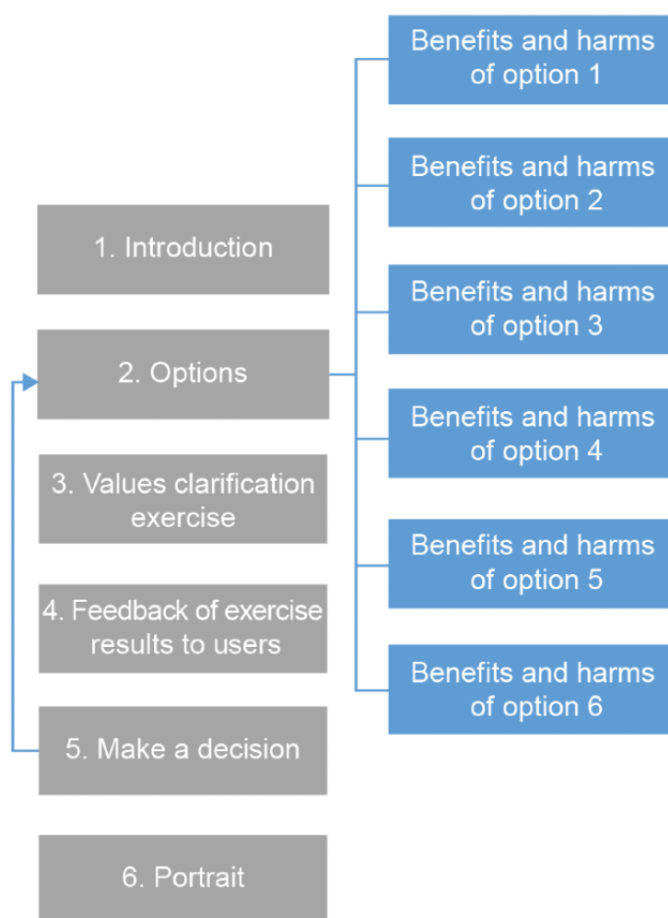 1. Introduction
2. Options
3. Values clarification
exercise
4. Feedback of exercise
results to users
5. Make a decision
6. Portrait
Benefits and harms
of option 1
Benefits and harms
of option 2
Benefits and harms
of option 3
Benefits and harms
of option 4
Benefits and harms
of option 5
Benefits and harms
of option 6